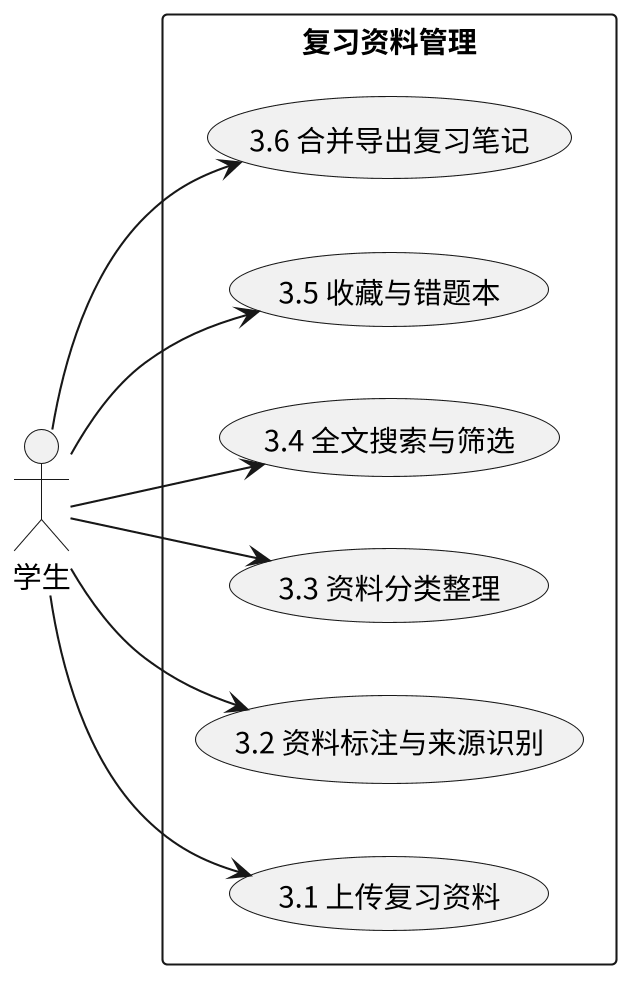 复习资料管理
3.6 合并导出复习笔记
3.5 收藏与错题本
3.4 全文搜索与筛选
3.3 资料分类整理
学生
3.2 资料标注与来源识别
3.1 上传复习资料